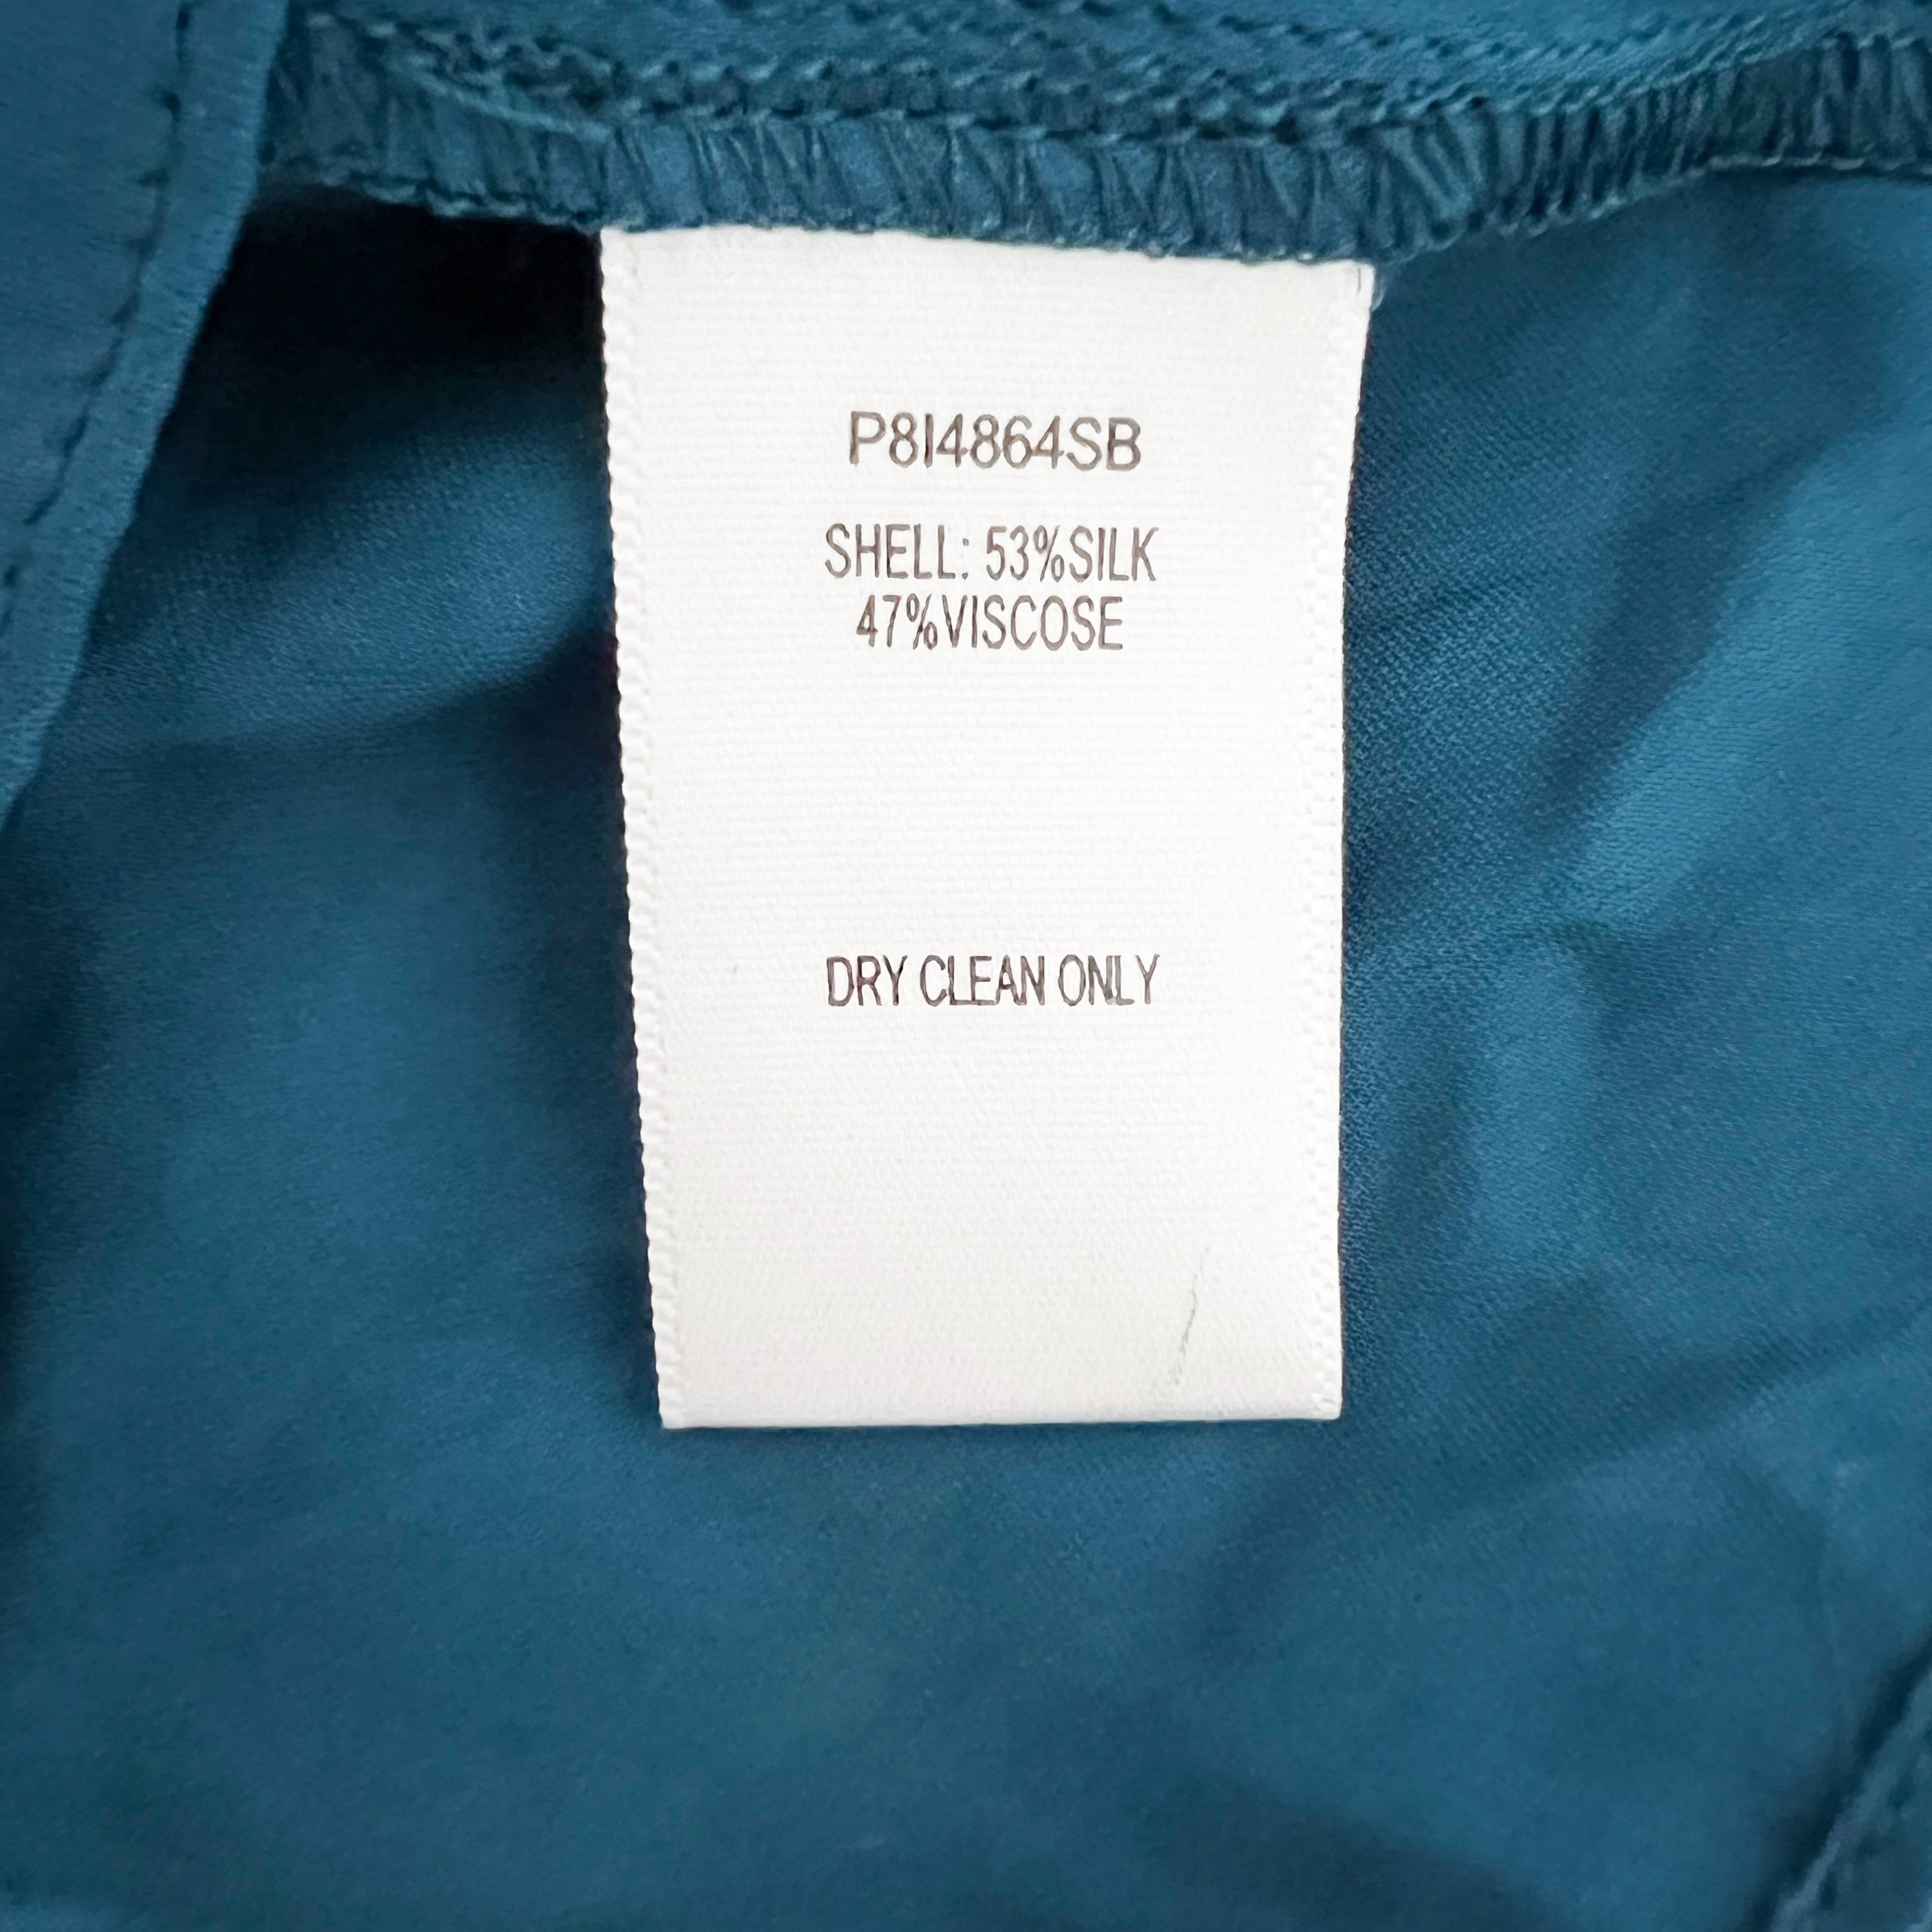 P8I4864SB
SHELL: 53%SILK
47%VISCOSE
DRY CLEAN ONLY